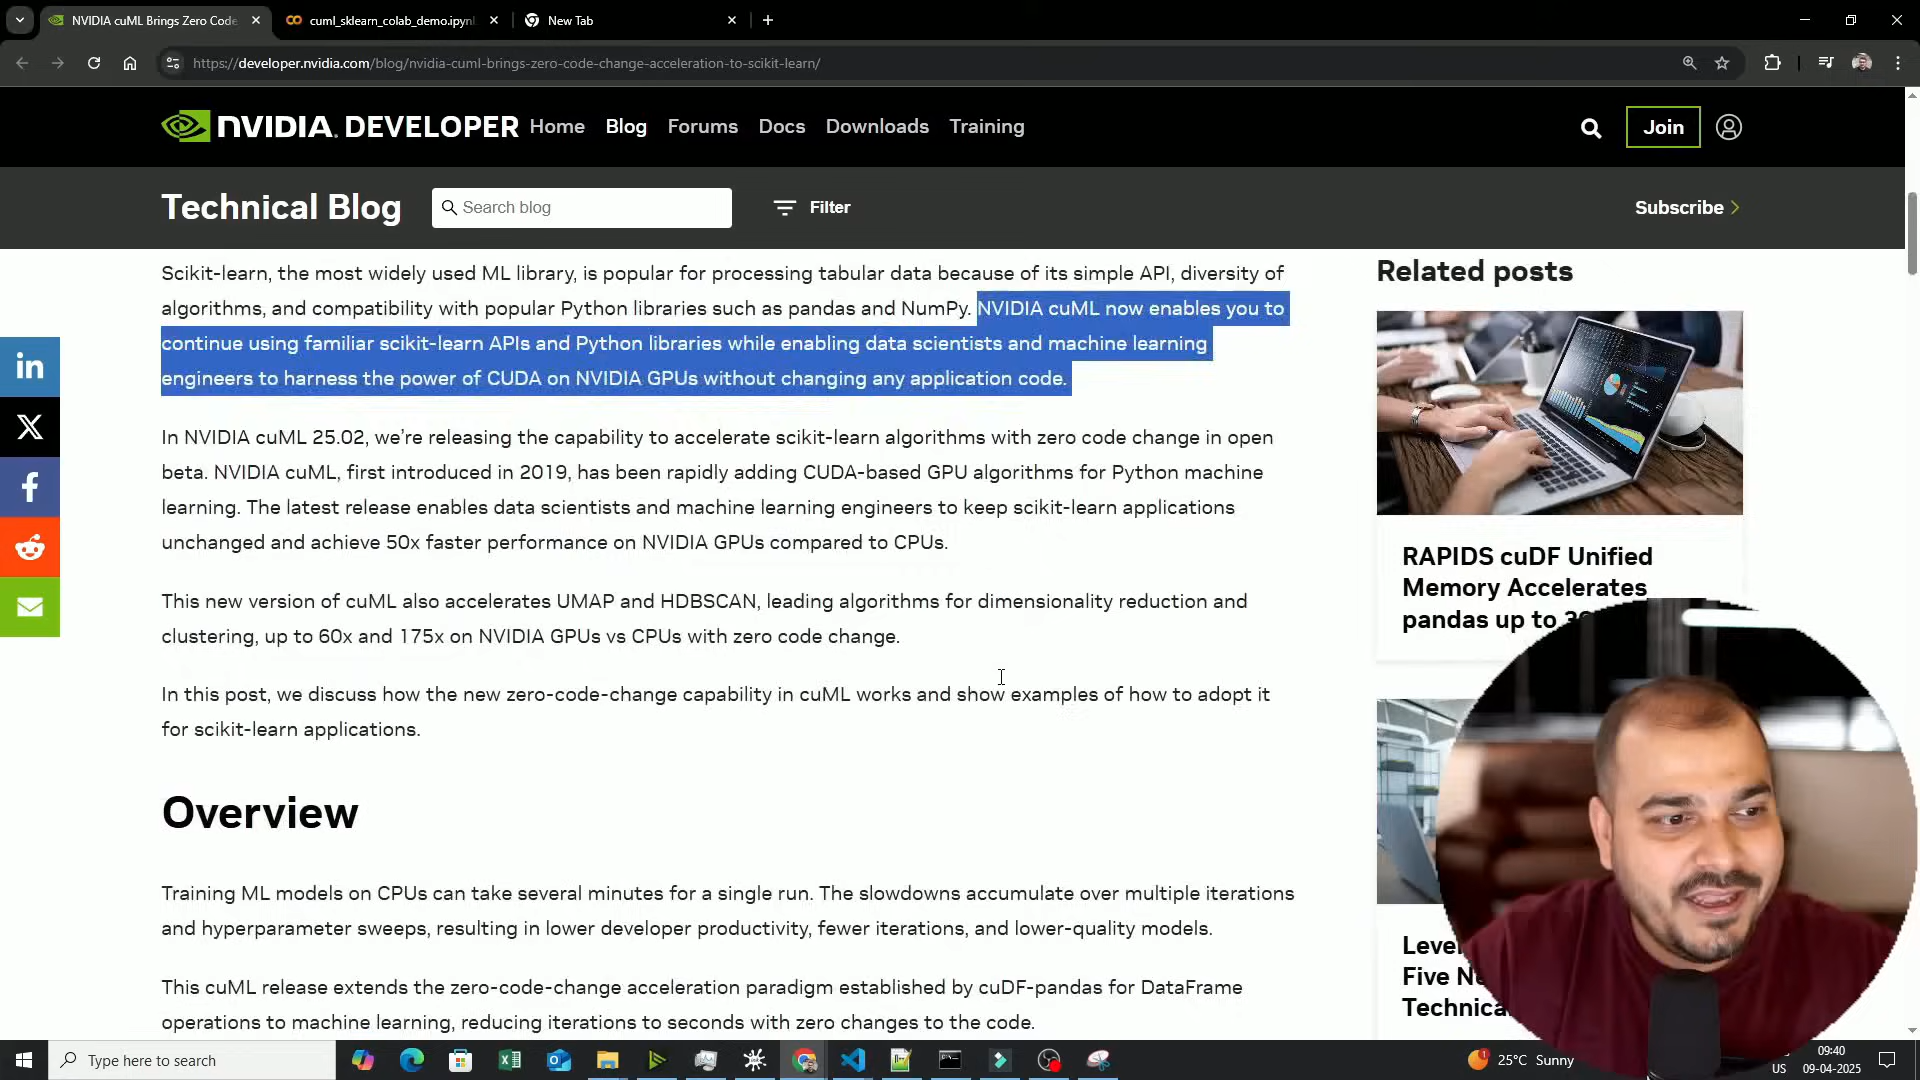 NVIDIA cuML Brings Zero Code
cuml_sklearn_colab_demo.ipyn
New Tab
https://developer.nvidia.com/blog/nvidia-cuml-brings-zero-code-change-acceleration-to-scikit-learn/
NVIDIA. DEVELOPER Home Blog Forums Docs Downloads Training Join
Technical Blog Search blog Filter Subscribe
Scikit-learn, the most widely used ML library, is popular for processing tabular data because of its simple API, diversity of
algorithms, and compatibility with popular Python libraries such as pandas and NumPy. NVIDIA cuML now enables you to
continue using familiar scikit-learn APIs and Python libraries while enabling data scientists and machine learning
engineers to harness the power of CUDA on NVIDIA GPUs without changing any application code.
In NVIDIA cuML 25.02, we’re releasing the capability to accelerate scikit-learn algorithms with zero code change in open
beta. NVIDIA cuML, first introduced in 2019, has been rapidly adding CUDA-based GPU algorithms for Python machine
learning. The latest release enables data scientists and machine learning engineers to keep scikit-learn applications
unchanged and achieve 50x faster performance on NVIDIA GPUs compared to CPUs.
This new version of cuML also accelerates UMAP and HDBSCAN, leading algorithms for dimensionality reduction and
clustering, up to 60x and 175x on NVIDIA GPUs vs CPUs with zero code change.
In this post, we discuss how the new zero-code-change capability in cuML works and show examples of how to adopt it
for scikit-learn applications.
Overview
Training ML models on CPUs can take several minutes for a single run. The slowdowns accumulate over multiple iterations
and hyperparameter sweeps, resulting in lower developer productivity, fewer iterations, and lower-quality models.
This cuML release extends the zero-code-change acceleration paradigm established by cuDF-pandas for DataFrame
operations to machine learning, reducing iterations to seconds with zero changes to the code.
Related posts
RAPIDS cuDF Unified
Memory Accelerates
pandas up to
Five
Type here to search
25°C Sunny
US
09:40
09-04-2025